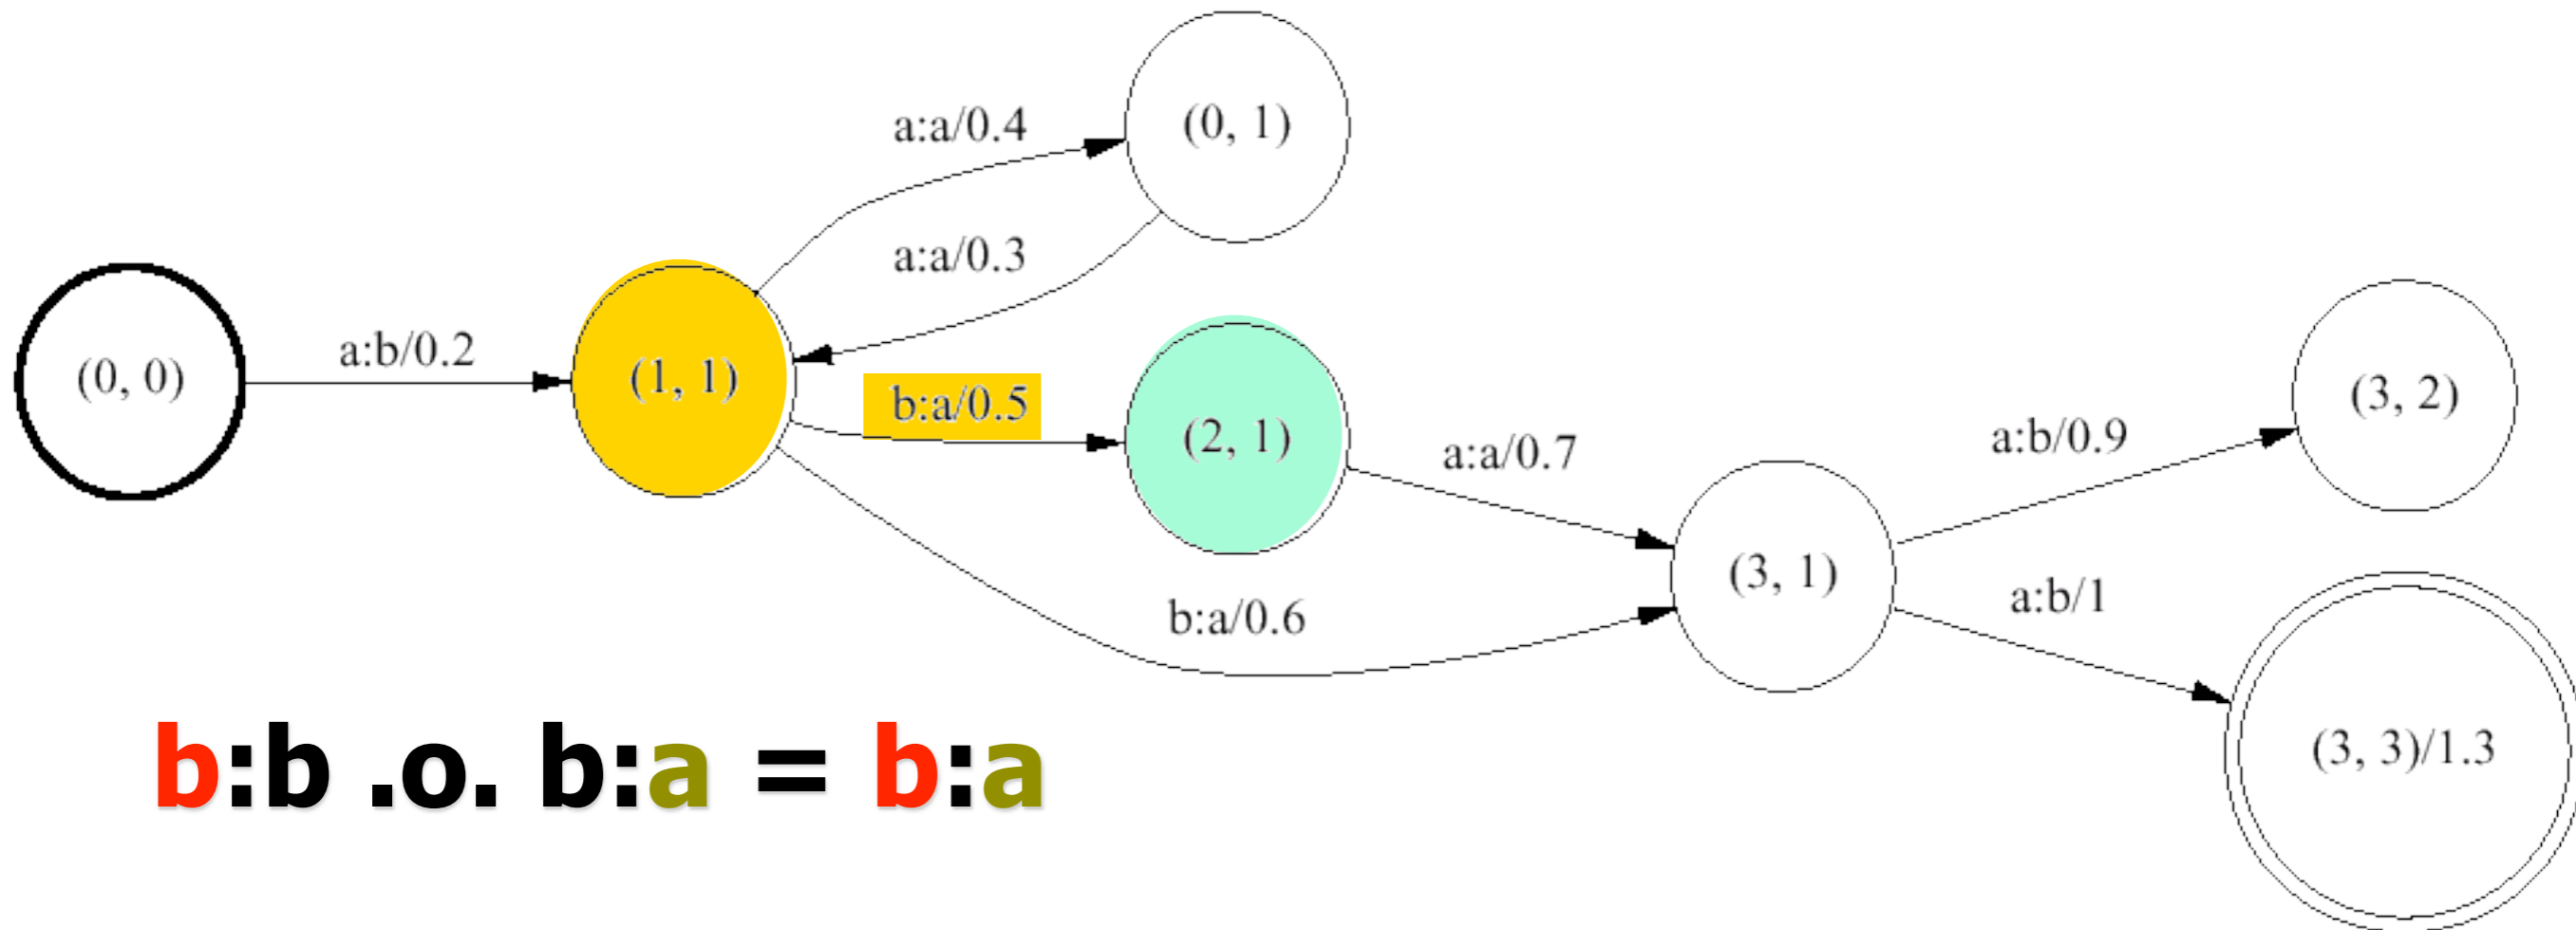 a:a/0.4
(0, 1)
a:a/0.3
(0, 0)
a:b/0.2
(1, 1)
b:a/0.5
(2, 1)
a:a/0.7
b:a/0.6
(3, 1)
a:b/0.9
(3, 2)
a:b/1
(3, 3)/1.3
b:b .o. b:a = b:a